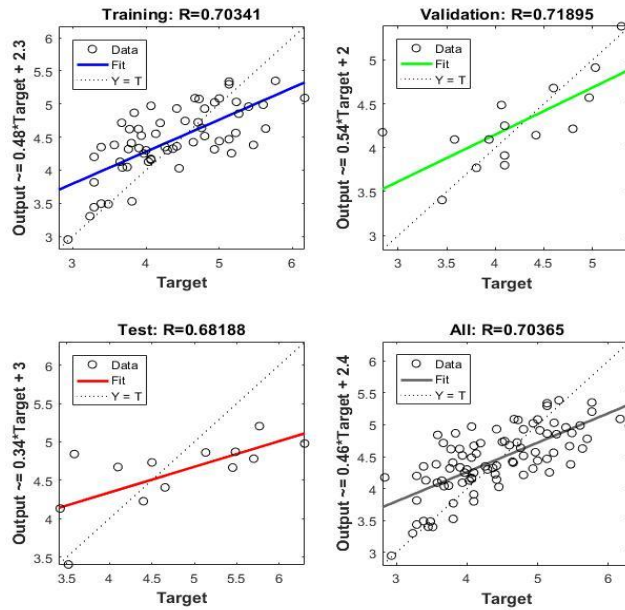 Training: R=0.70341
Output ~= 0.48*Target + 2.3
Data
Fit
Y = T
6
5.5
5
4.5
4
3.5
3
3 4 5 6
Target
Validation: R=0.71895
Output ~= 0.54*Target + 2
Data
Fit
Y = T
5
4.5
4
3.5
3
3 3.5 4 4.5 5
Target
Test: R=0.68188
Output ~= 0.34*Target + 3
Data
Fit
Y = T
6
5.5
5
4.5
4
3.5
3.5 4 4.5 5 5.5 6
Target
All: R=0.70365
Output ~= 0.46*Target + 2.4
Data
Fit
Y = T
6
5.5
5
4.5
4
3.5
3
3 4 5 6
Target